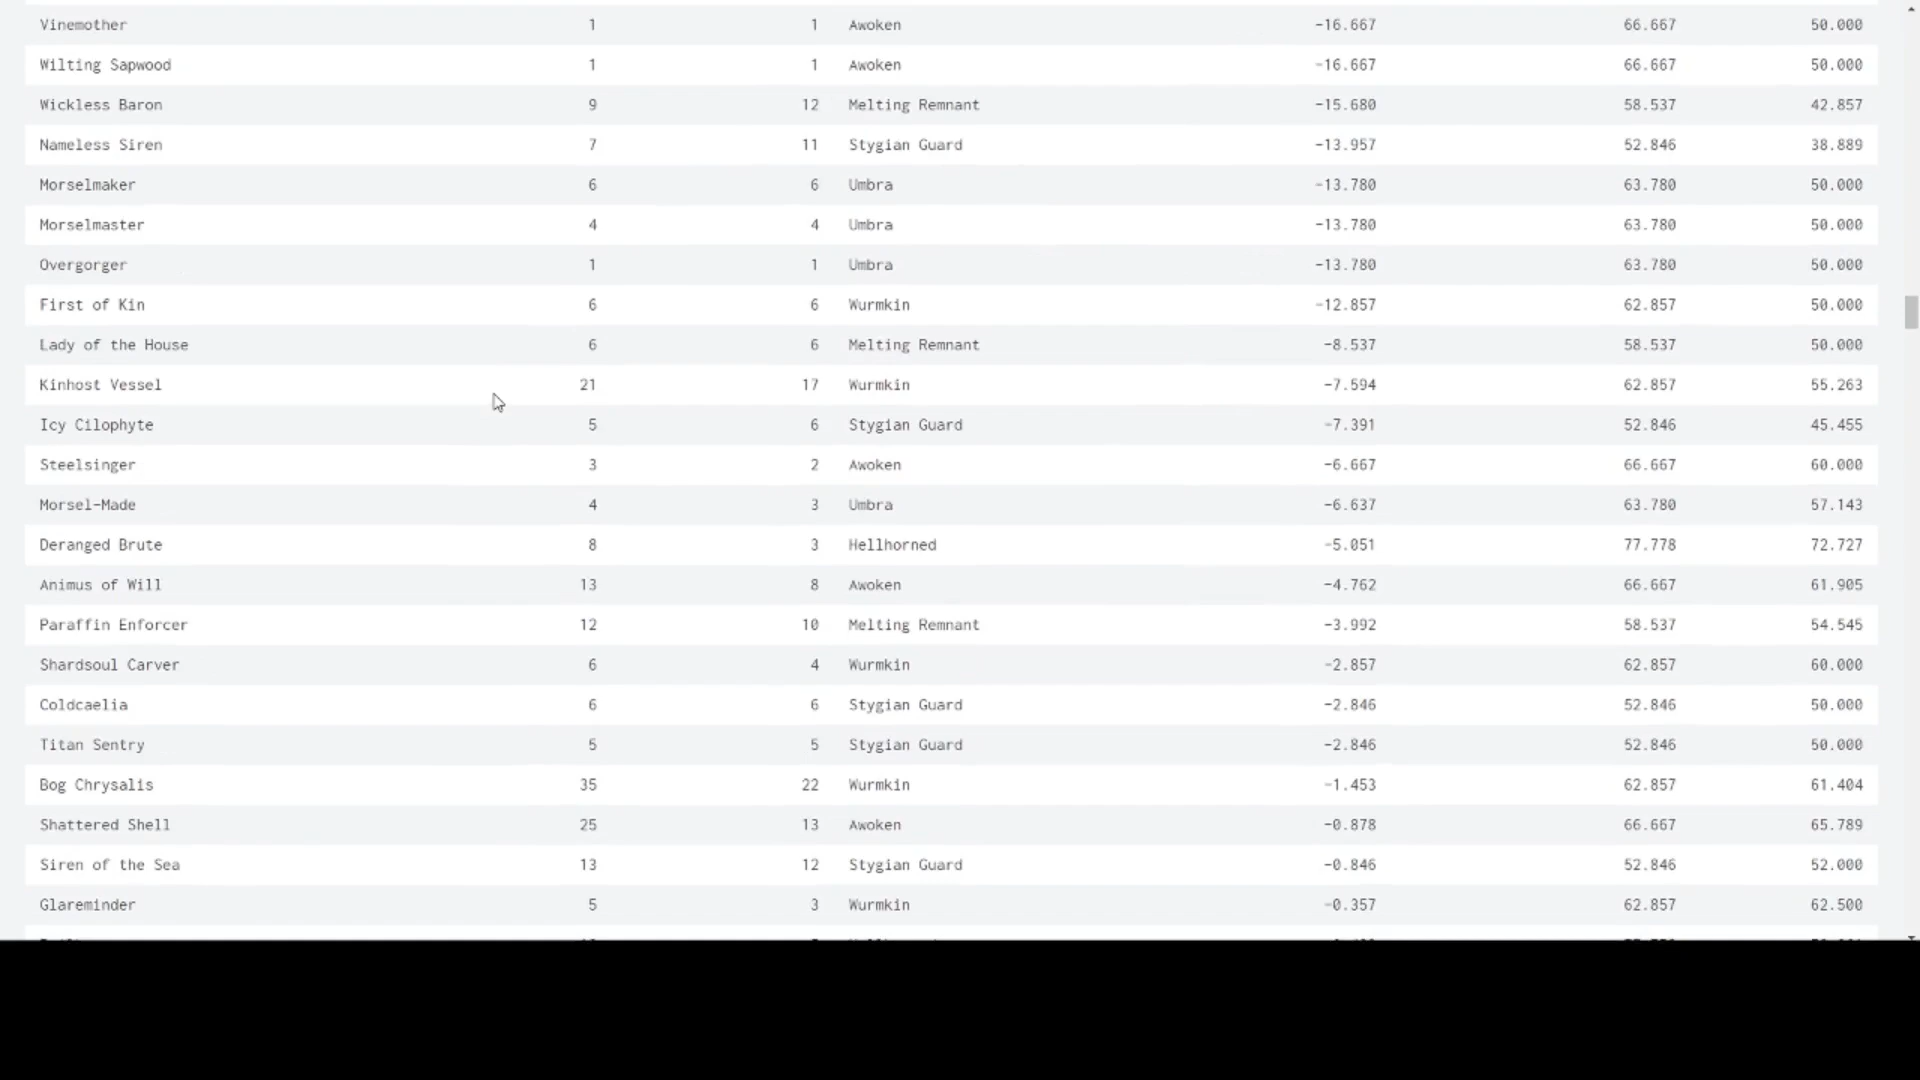 Vinemother 1 1 Awoken -16.667 66.667 50.000
Wilting Sapwood 1 1 Awoken -16.667 66.667 50.000
Wickless Baron 9 12 Melting Remnant -15.680 58.537 42.857
Nameless Siren 7 11 Stygian Guard -13.957 52.846 38.889
Morselmaker 6 6 Umbra -13.780 63.780 50.000
Morselmaster 4 4 Umbra -13.780 63.780 50.000
Overgorger 1 1 Umbra -13.780 63.780 50.000
First of Kin 6 6 Wurmkin -12.857 62.857 50.000
Lady of the House 6 6 Melting Remnant -8.537 58.537 50.000
Kinhost Vessel 21 17 Wurmkin -7.594 62.857 55.263
Icy Cilophyte 5 6 Stygian Guard -7.391 52.846 45.455
Steelsinger 3 2 Awoken -6.667 66.667 60.000
Morsel-Made 4 3 Umbra -6.637 63.780 57.143
Deranged Brute 8 3 Hellhorned -5.051 77.778 72.727
Animus of Will 13 8 Awoken -4.762 66.667 61.905
Paraffin Enforcer 12 10 Melting Remnant -3.992 58.537 54.545
Shardsoul Carver 6 4 Wurmkin -2.857 62.857 60.000
Coldcaelia 6 6 Stygian Guard -2.846 52.846 50.000
Titan Sentry 5 5 Stygian Guard -2.846 52.846 50.000
Bog Chrysalis 35 22 Wurmkin -1.453 62.857 61.404
Shattered Shell 25 13 Awoken -0.878 66.667 65.789
Siren of the Sea 13 12 Stygian Guard -0.846 52.846 52.000
Glareminder 5 3 Wurmkin -0.357 62.857 62.500